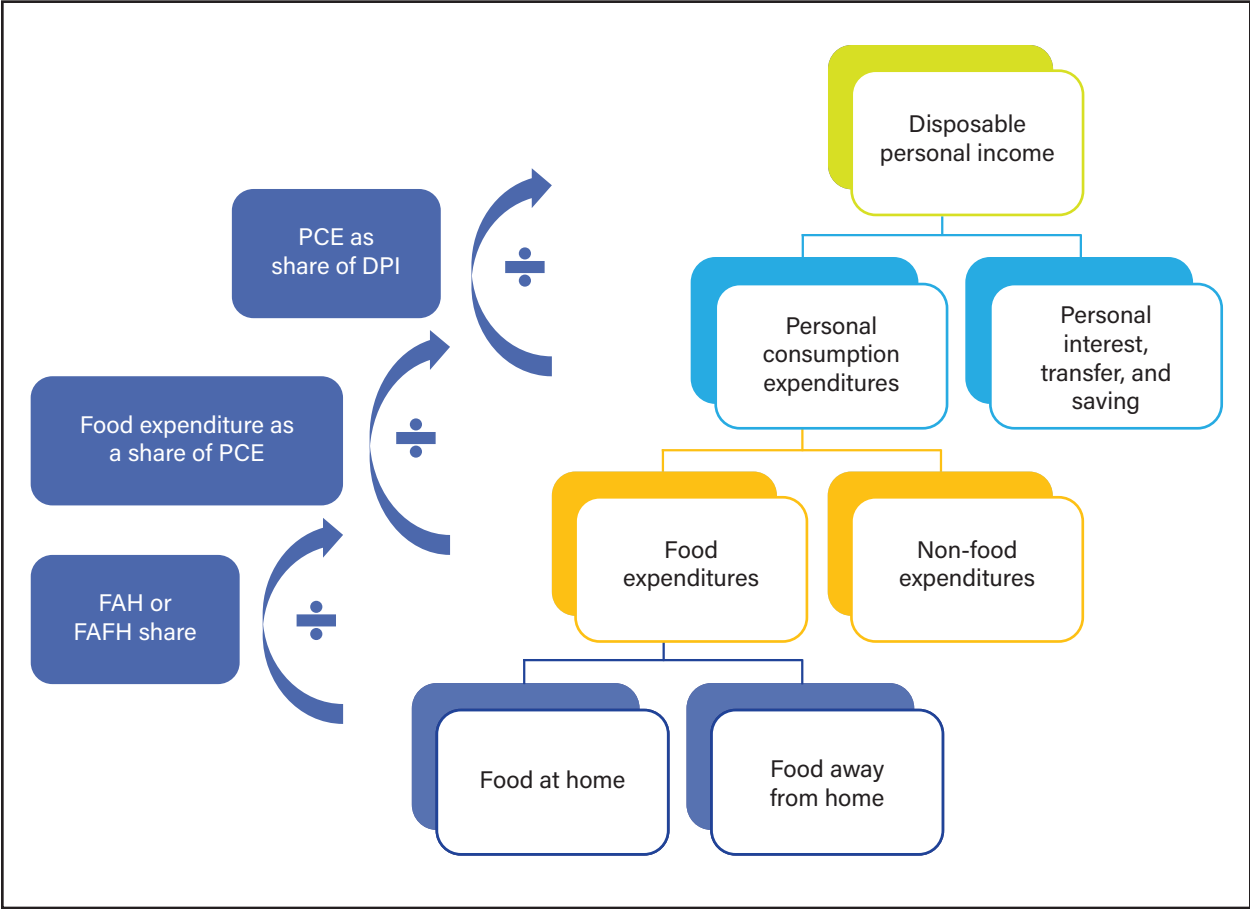 Disposable
personal income
PCE as
share of DPI
÷
Personal
consumption
expenditures
Personal
interest,
transfer, and
saving
Food expenditure as
a share of PCE
÷
Food
expenditures
Non-food
expenditures
FAH or
FAFH share
÷
Food at home
Food away
from home